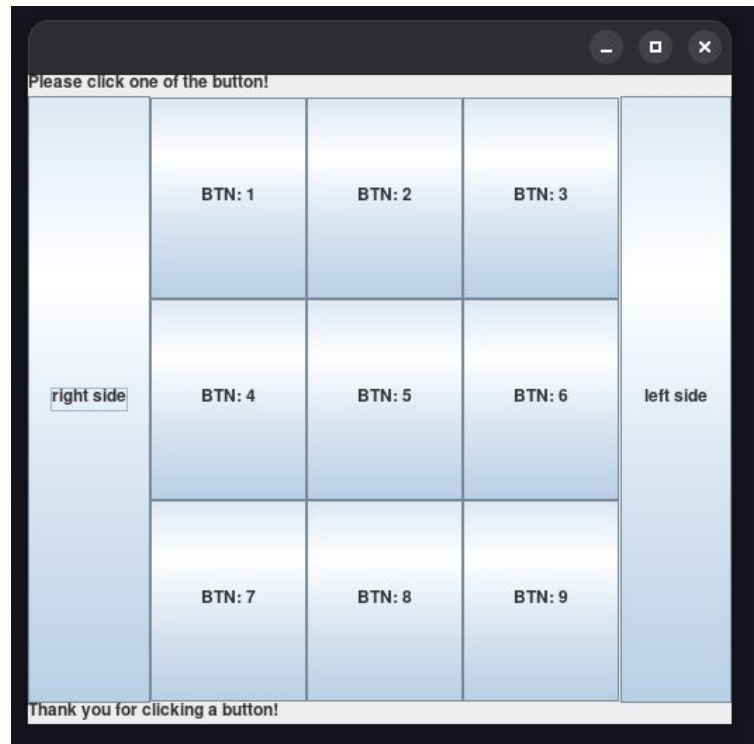 Please click one of the button!
BTN: 1 BTN: 2 BTN: 3
right side BTN: 4 BTN: 5 BTN: 6 left side
BTN: 7 BTN: 8 BTN: 9
Thank you for clicking a button!